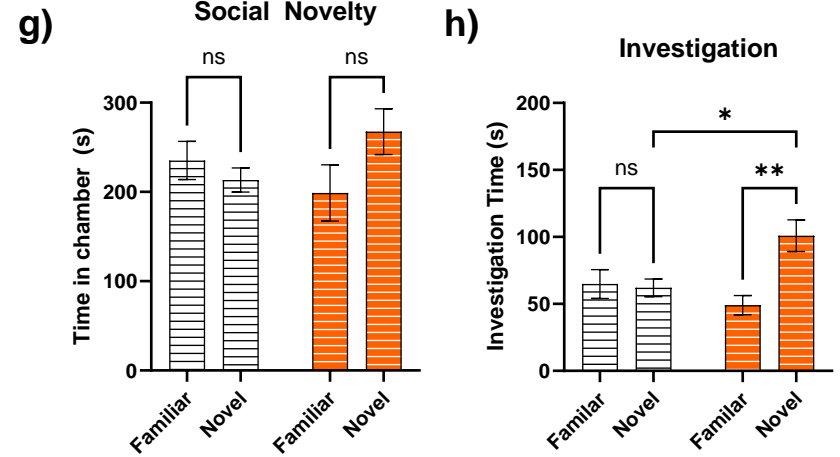 g)
Social Novelty
ns
ns
Time in chamber (s)
300
200
100
0
Familiar
Novel
Familiar
Novel
h)
Investigation
*
ns
**
Investigation Time (s)
200
150
100
50
0
Familar
Novel
Familar
Novel